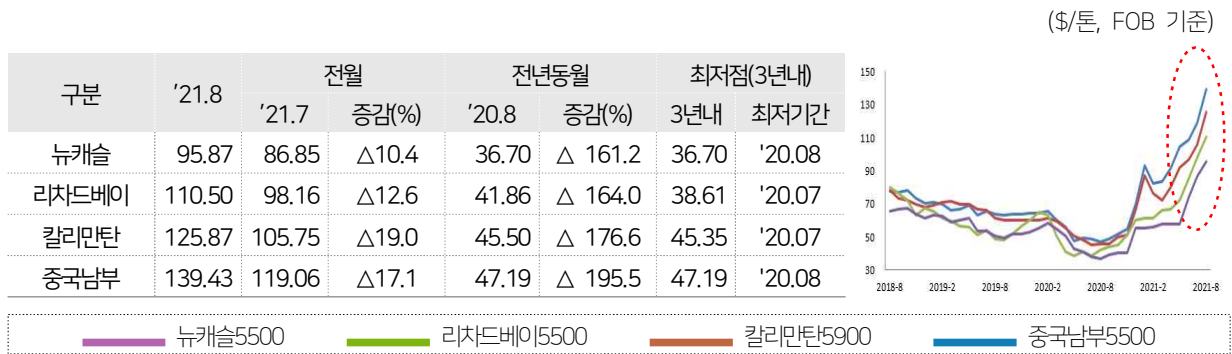 ($/톤, FOB 기준)
구분 '21.8 전월 전년동월 최저점(3년내)
'21.7 증감(%) '20.8 증감(%) 3년내 최저기간
뉴캐슬 95.87 86.85 △10.4 36.70 △ 161.2 36.70 '20.08
리차드베이 110.50 98.16 △12.6 41.86 △ 164.0 38.61 '20.07
칼리만탄 125.87 105.75 △19.0 45.50 △ 176.6 45.35 '20.07
중국남부 139.43 119.06 △17.1 47.19 △ 195.5 47.19 '20.08
150
130
110
90
70
50
30
2018-8 2019-2 2019-8 2020-2 2020-8 2021-2 2021-8
뉴캐슬5500 리차드베이5500 칼리만탄5900 중국남부5500